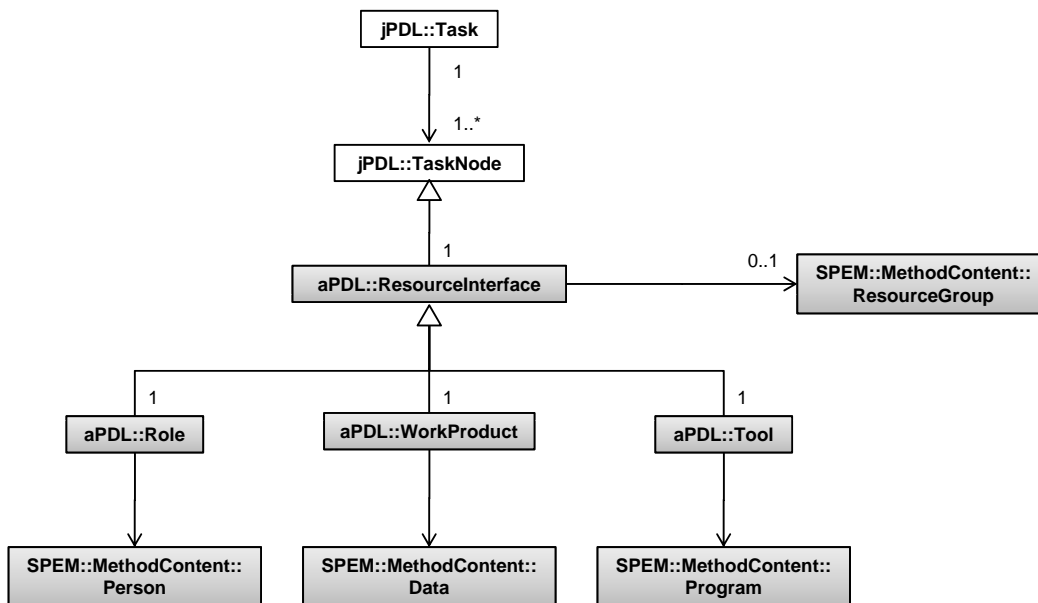 jPDL::Task
1
1..*
jPDL::TaskNode
1
0..1
aPDL::ResourceInterface
SPEM::MethodContent::
ResourceGroup
1
1
1
aPDL::Role
aPDL::WorkProduct
aPDL::Tool
SPEM::MethodContent::
Person
SPEM::MethodContent::
Data
SPEM::MethodContent::
Program